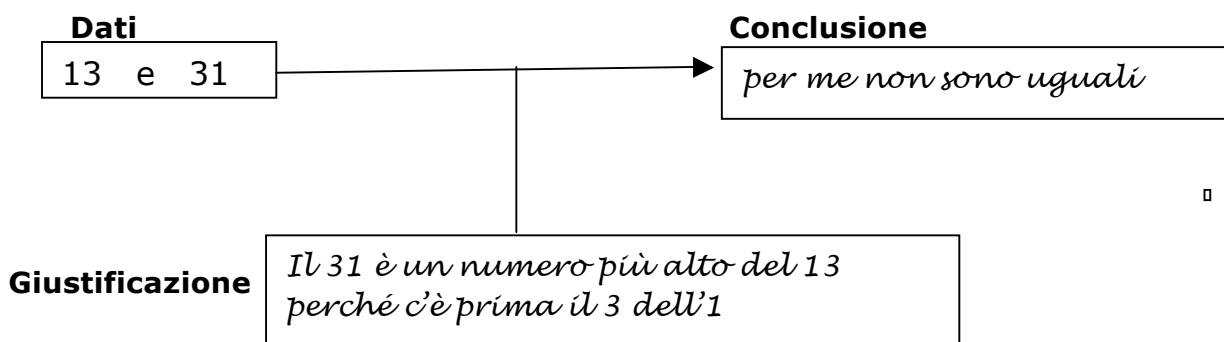 Dati
Conclusione
13 e 31
per me non sono uguali
Giustificazione
Il 31 è un numero più alto del 13
perché c'è prima il 3 dell'1